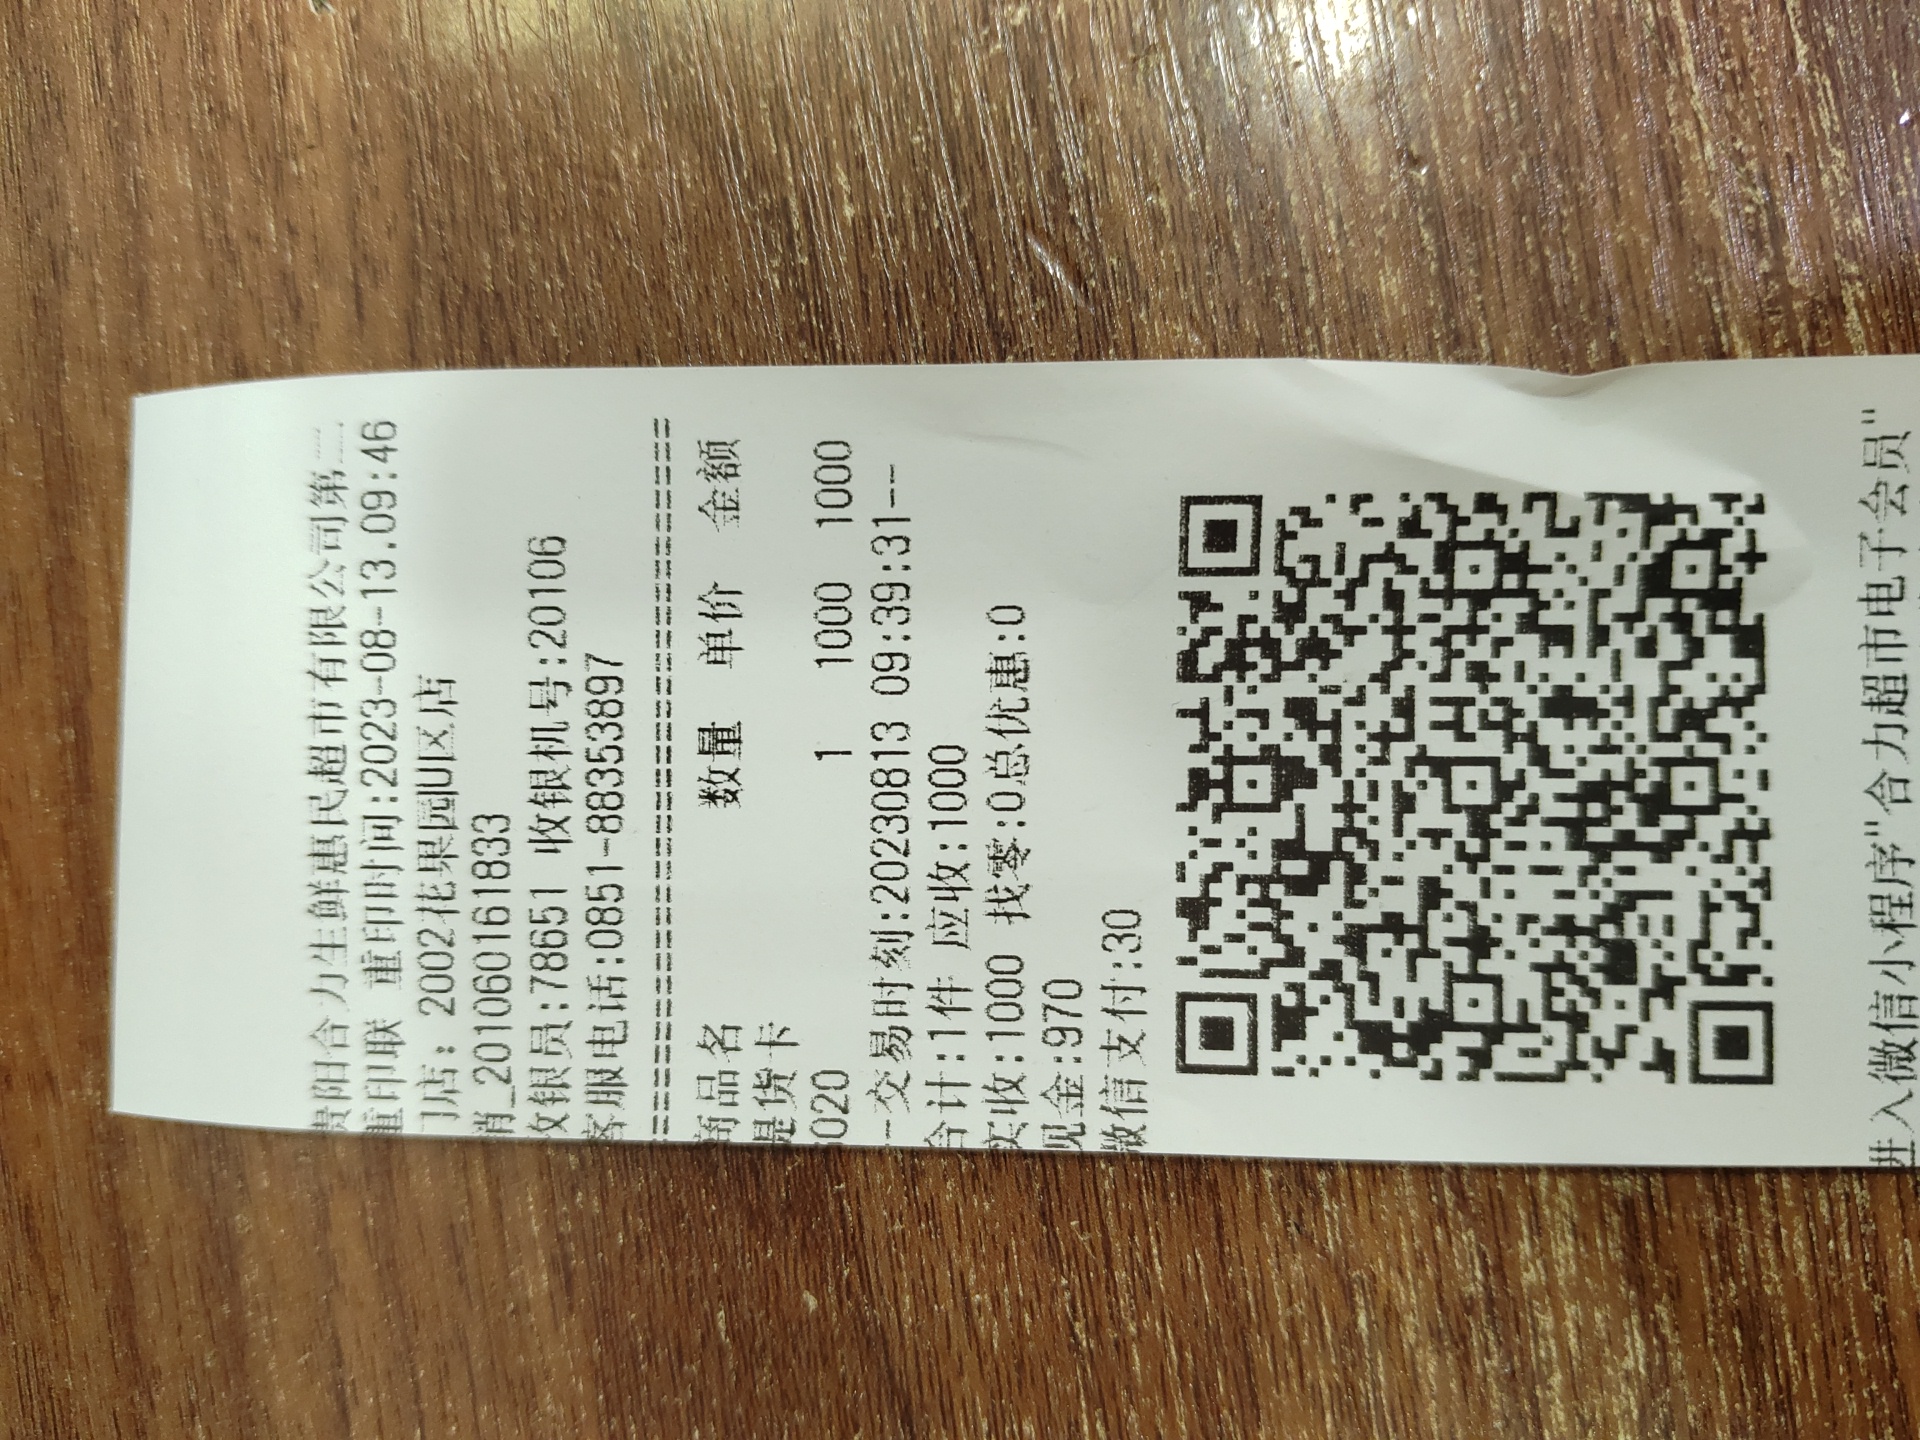 贵阳合力生鲜惠民超市有限公司第
重印联 重印时间:2023-08-13.09:46
门店: 2002花果园U区店
销_20106016 1833
收银员:78651 收银机号:20106
客服电话:0851-88353897
==========================================
商品名 数量 单价 金额
提货卡
6020 1 1000 1000
--交易时刻:20230813 09:39:31--
合计:1件 应收:1000
实收:1000 找零:0总优惠:0
现金:970
微信支付:30
进入微信小程序"合力超市电子会员"